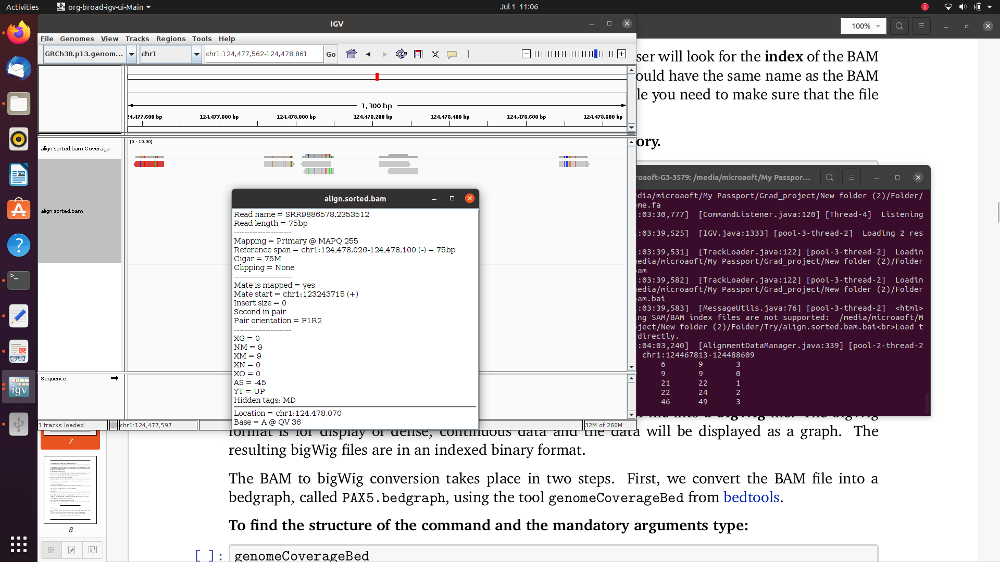 Activities
org-broad-igv-ui-Main
Jul 1 11:06
IGV
File Genomes View Tracks Regions Tools Help
GRCh38.p13.genom...
chr1
chr1:124,477,562-124,478,861
Go
1,300 bp
24,477,600 bp 124,477,800 bp 124,478,000 bp 124,478,200 bp 124,478,400 bp 124,478,600 bp 124,478,800 bp
[0 - 10.00]
align.sorted.bam Coverage
align.sorted.bam
Sequence
3 tracks loaded
chr1:124,477,597
32M of 260M
align.sorted.bam
Read name = SRR9886578.2353512
Read length = 75bp
----------------------
Mapping = Primary @ MAPQ 255
Reference span = chr1:124,478,026-124,478,100 (-) = 75bp
Cigar = 75M
Clipping = None
----------------------
Mate is mapped = yes
Mate start = chr1:123243715 (+)
Insert size = 0
Second in pair
Pair orientation = F1R2
----------------------
XG = 0
NM = 9
XM = 9
XN = 0
XO = 0
AS = -45
YT = UP
Hidden tags: MD
Location = chr1:124,478,070
Base = A @ QV 36
100%
ser will look for the index of the BAM
ould have the same name as the BAM
le you need to make sure that the file
ory.
roaoft-G3-3579: /media/microaoft/My Passpor...
edia/microaoft/My Passport/Grad_project/New folder (2)/Folder/
me.fa
:03:30,777] [CommandListener.java:120] [Thread-4] Listening
:03:39,525] [IGV.java:1333] [pool-3-thread-2] Loading 2 res
:03:39,531] [TrackLoader.java:122] [pool-3-thread-2] Loadin
edia/microaoft/My Passport/Grad_project/New folder (2)/Folder
bam
:03:39,582] [TrackLoader.java:122] [pool-3-thread-2] Loadin
edia/microaoft/My Passport/Grad_project/New folder (2)/Folder
bam.bai
:03:39,583] [MessageUtils.java:76] [pool-3-thread-2] <html>
ng SAM/BAM index files are not supported: /media/microaoft/M
ject/New folder (2)/Folder/Try/align.sorted.bam.bai<br>Load t
directly.
:04:03,240] [AlignmentDataManager.java:339] [pool-2-thread-2
chr1:124467813-124488609
6 9 3
9 9 0
21 22 1
22 24 2
46 49 3
format is for display of dense, continuous data and the data will be displayed as a graph. The
resulting bigWig files are in an indexed binary format.
The BAM to bigWig conversion takes place in two steps. First, we convert the BAM file into a
bedgraph, called PAX5.bedgraph, using the tool genomeCoverageBed from bedtools.
To find the structure of the command and the mandatory arguments type:
[ ]: genomeCoverageBed
7
8
igv